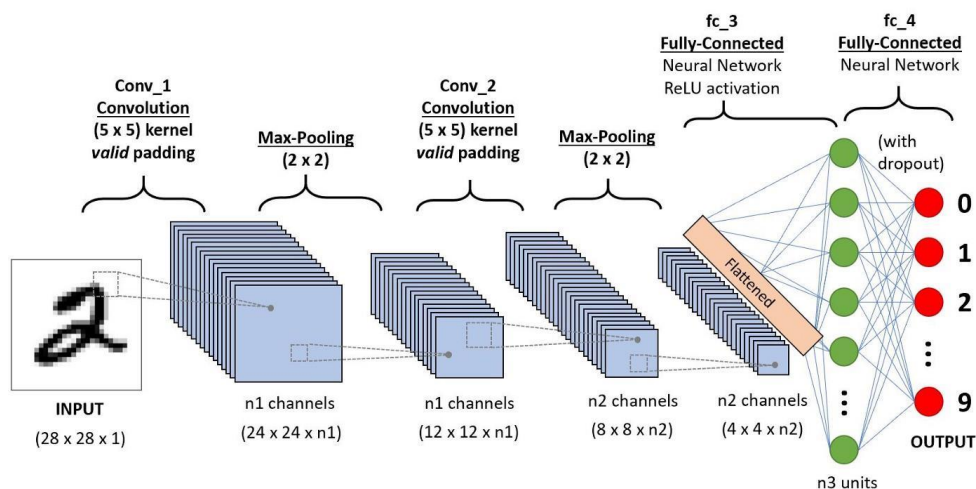 fc_3
Fully-Connected
Neural Network
ReLU activation
fc_4
Fully-Connected
Neural Network
Conv_1
Convolution
(5 x 5) kernel
valid padding
Max-Pooling
(2 x 2)
Conv_2
Convolution
(5 x 5) kernel
valid padding
Max-Pooling
(2 x 2)
(with
dropout)
Flattened
2
0
1
2
9
INPUT
(28 x 28 x 1)
n1 channels
(24 x 24 x n1)
n1 channels
(12 x 12 x n1)
n2 channels
(8 x 8 x n2)
n2 channels
(4 x 4 x n2)
n3 units
OUTPUT